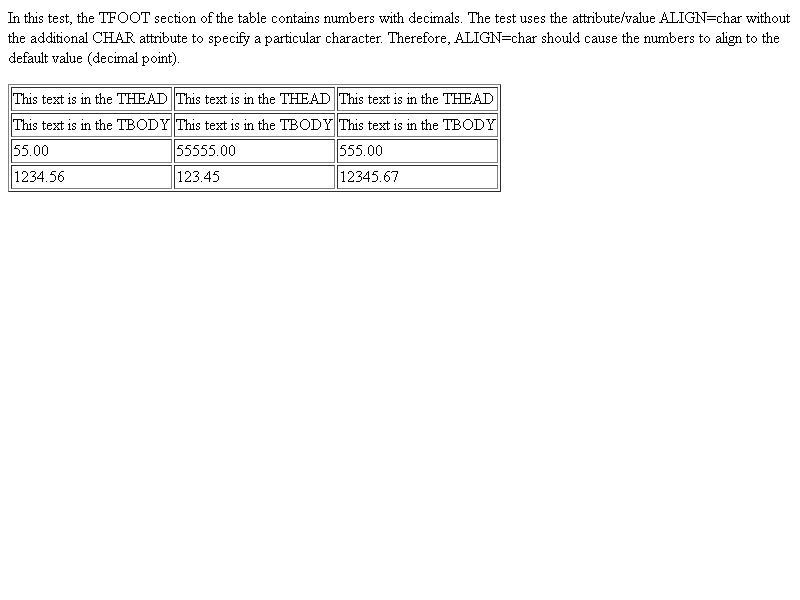 In this test, the TFOOT section of the table contains numbers with decimals. The test uses the attribute/value ALIGN=char without
the additional CHAR attribute to specify a particular character. Therefore, ALIGN=char should cause the numbers to align to the
default value (decimal point).
This text is in the THEAD This text is in the THEAD This text is in the THEAD
This text is in the TBODY This text is in the TBODY This text is in the TBODY
55.00 55555.00 555.00
1234.56 123.45 12345.67